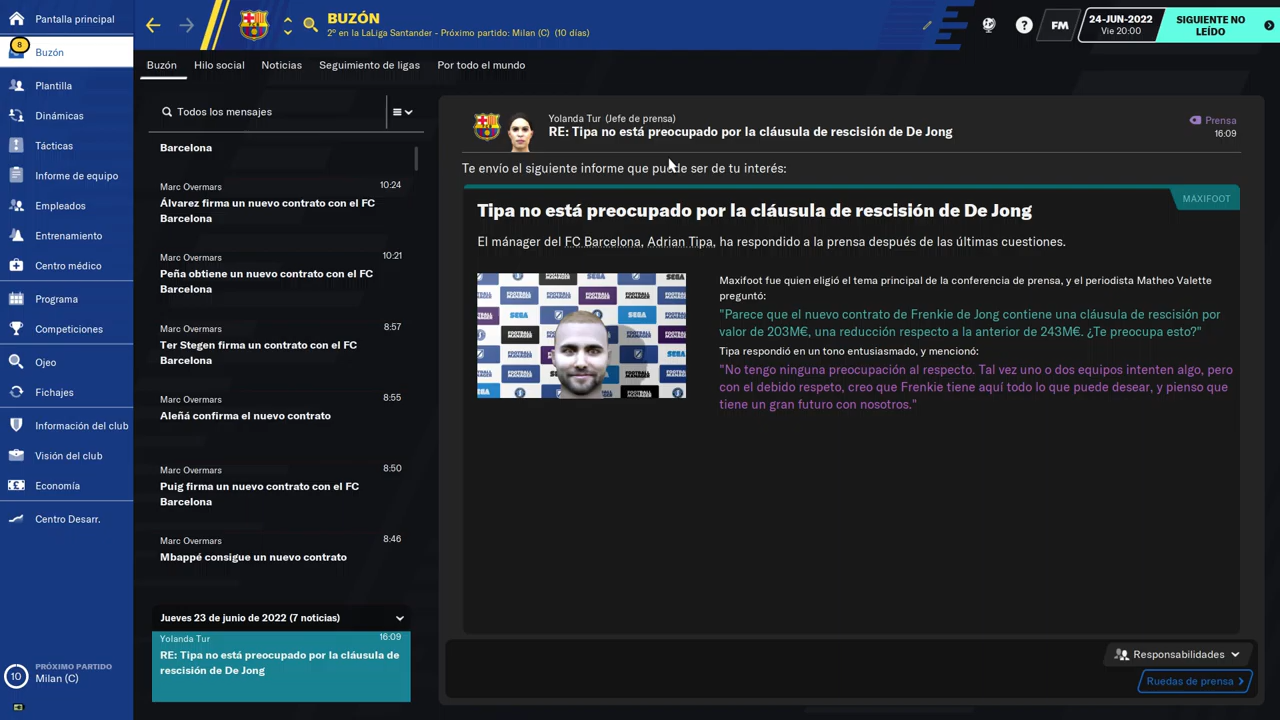 Pantalla principal
8
Buzón
Plantilla
Dinámicas
Tácticas
Informe de equipo
Empleados
Entrenamiento
Centro médico
Programa
Competiciones
Ojeo
Fichajes
Información del club
Visión del club
Economía
Centro Desarr.
10
PRÓXIMO PARTIDO
Milan (C)
BUZÓN
2º en la LaLiga Santander - Próximo partido: Milan (C) (10 días)
?
FM
24-JUN-2022
Vie 20:00
SIGUIENTE NO
LEÍDO
Buzón
Hilo social
Noticias
Seguimiento de ligas
Por todo el mundo
Todos los mensajes
Barcelona
Marc Overmars
10:24
Álvarez firma un nuevo contrato con el FC
Barcelona
Marc Overmars
10:21
Peña obtiene un nuevo contrato con el FC
Barcelona
Marc Overmars
8:57
Ter Stegen firma un contrato con el FC
Barcelona
Marc Overmars
8:55
Aleñá confirma el nuevo contrato
Marc Overmars
8:50
Puig firma un nuevo contrato con el FC
Barcelona
Marc Overmars
8:46
Mbappé consigue un nuevo contrato
Jueves 23 de junio de 2022 (7 noticias)
Yolanda Tur
16:09
RE: Tipa no está preocupado por la cláusula de
rescisión de De Jong
Yolanda Tur (Jefe de prensa)
RE: Tipa no está preocupado por la cláusula de rescisión de De Jong
Prensa
16:09
Te envío el siguiente informe que puede ser de tu interés:
MAXIFOOT
Tipa no está preocupado por la cláusula de rescisión de De Jong
El mánager del FC Barcelona, Adrian Tipa, ha respondido a la prensa después de las últimas cuestiones.
SEGA
FOOTBALL
MANAGER
Maxifoot fue quien eligió el tema principal de la conferencia de prensa, y el periodista Matheo Valette
preguntó:
"Parece que el nuevo contrato de Frenkie de Jong contiene una cláusula de rescisión por
valor de 203M€, una reducción respecto a la anterior de 243M€. ¿Te preocupa esto?"
Tipa respondió en un tono entusiasmado, y mencionó:
"No tengo ninguna preocupación al respecto. Tal vez uno o dos equipos intenten algo, pero
con el debido respeto, creo que Frenkie tiene aquí todo lo que puede desear, y pienso que
tiene un gran futuro con nosotros."
Responsabilidades
Ruedas de prensa